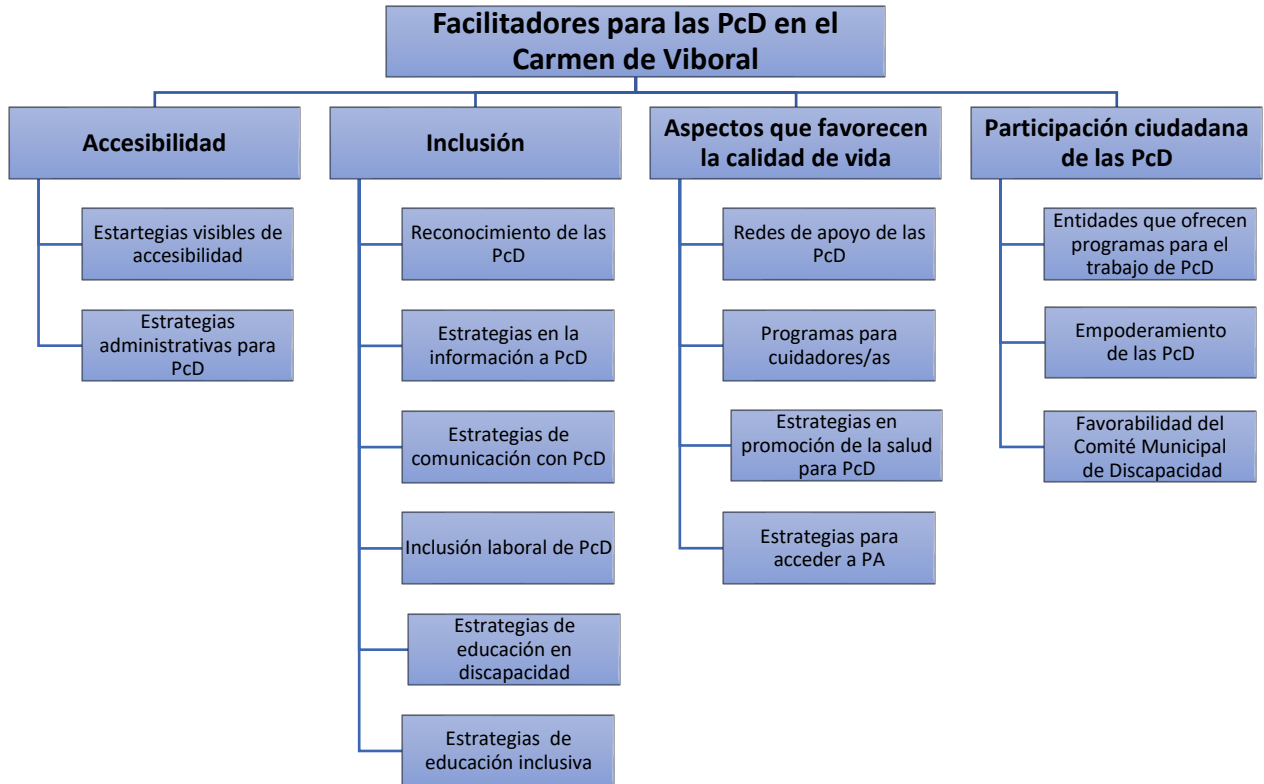 Facilitadores para las PcD en el
Carmen de Viboral
Accesibilidad
Estartegias visibles de
accesibilidad
Estrategias
administrativas para
PcD
Inclusión
Reconocimiento de las
PcD
Estrategias en la
información a PcD
Estrategias de
comunicación con PcD
Inclusión laboral de PcD
Estrategias de
educación en
discapacidad
Estrategias de
educación inclusiva
Aspectos que favorecen
la calidad de vida
Redes de apoyo de las
PcD
Programas para
cuidadores/as
Estrategias en
promoción de la salud
para PcD
Estrategias para
acceder a PA
Participación ciudadana
de las PcD
Entidades que ofrecen
programas para el
trabajo de PcD
Empoderamiento
de las PcD
Favorabilidad del
Comité Municipal
de Discapacidad